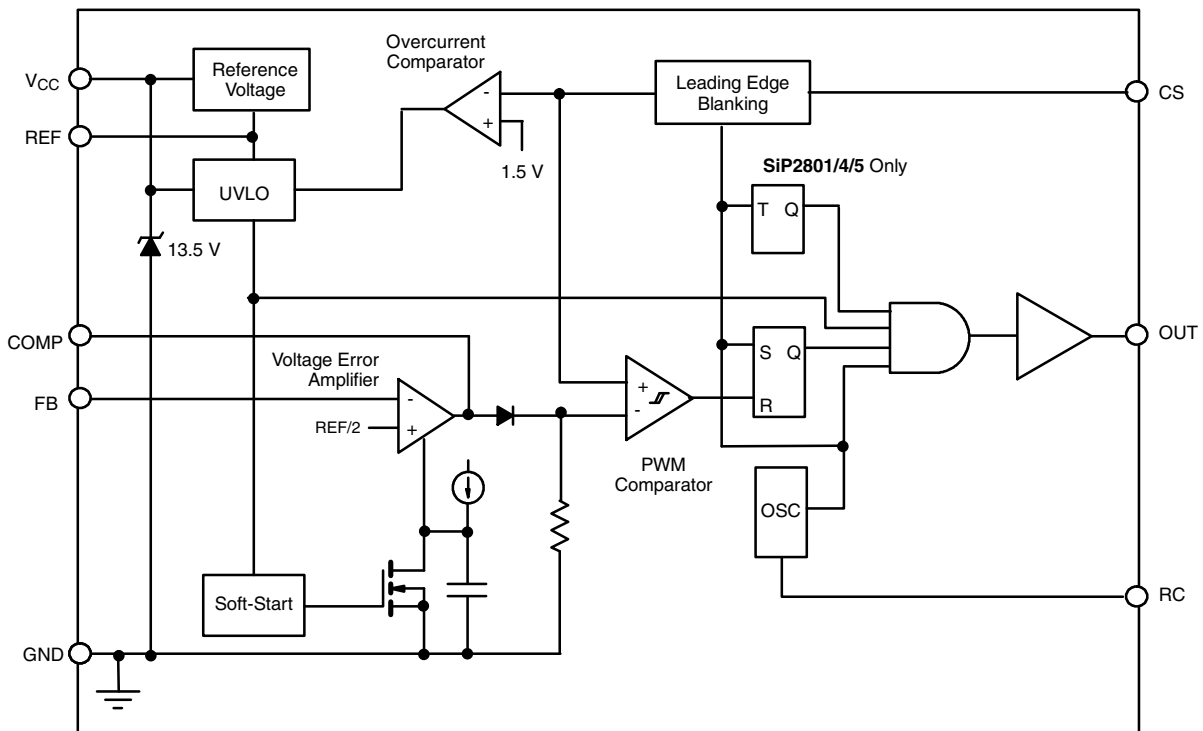 Overcurrent
Comparator
VCC
Reference
Voltage
-
+
1.5 V
Leading Edge
Blanking
CS
REF
UVLO
SiP2801/4/5 Only
T Q
13.5 V
COMP
Voltage Error
Amplifier
FB
-
+
REF/2
+
-
PWM
Comparator
S Q
R
OUT
OSC
Soft-Start
RC
GND